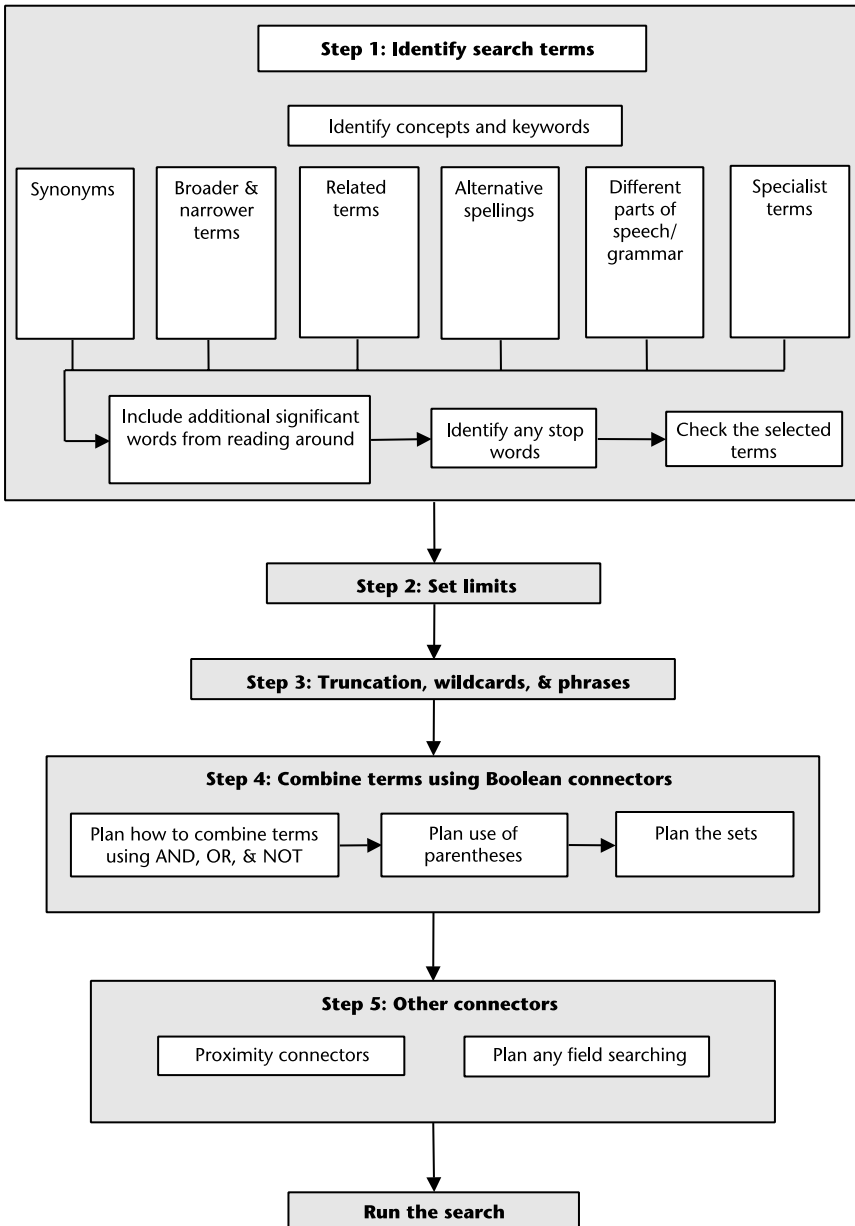 Step 1: Identify search terms
Identify concepts and keywords
Synonyms
Broader &
narrower
terms
Related
terms
Alternative
spellings
Different
parts of
speech/
grammar
Specialist
terms
Include additional significant
words from reading around
Identify any stop
words
Check the selected
terms
Step 2: Set limits
Step 3: Truncation, wildcards, & phrases
Step 4: Combine terms using Boolean connectors
Plan how to combine terms
using AND, OR, & NOT
Plan use of
parentheses
Plan the sets
Step 5: Other connectors
Proximity connectors
Plan any field searching
Run the search